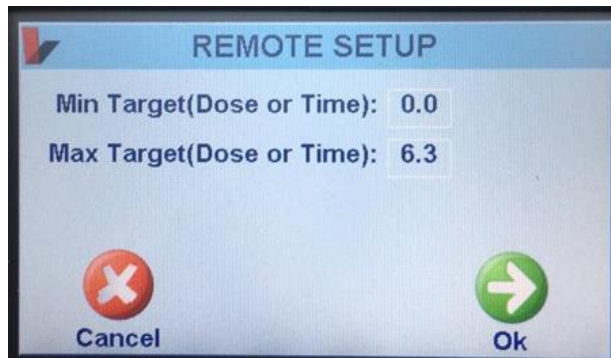 REMOTE SETUP
Min Target(Dose or Time): 0.0
Max Target(Dose or Time): 6.3
Cancel
Ok